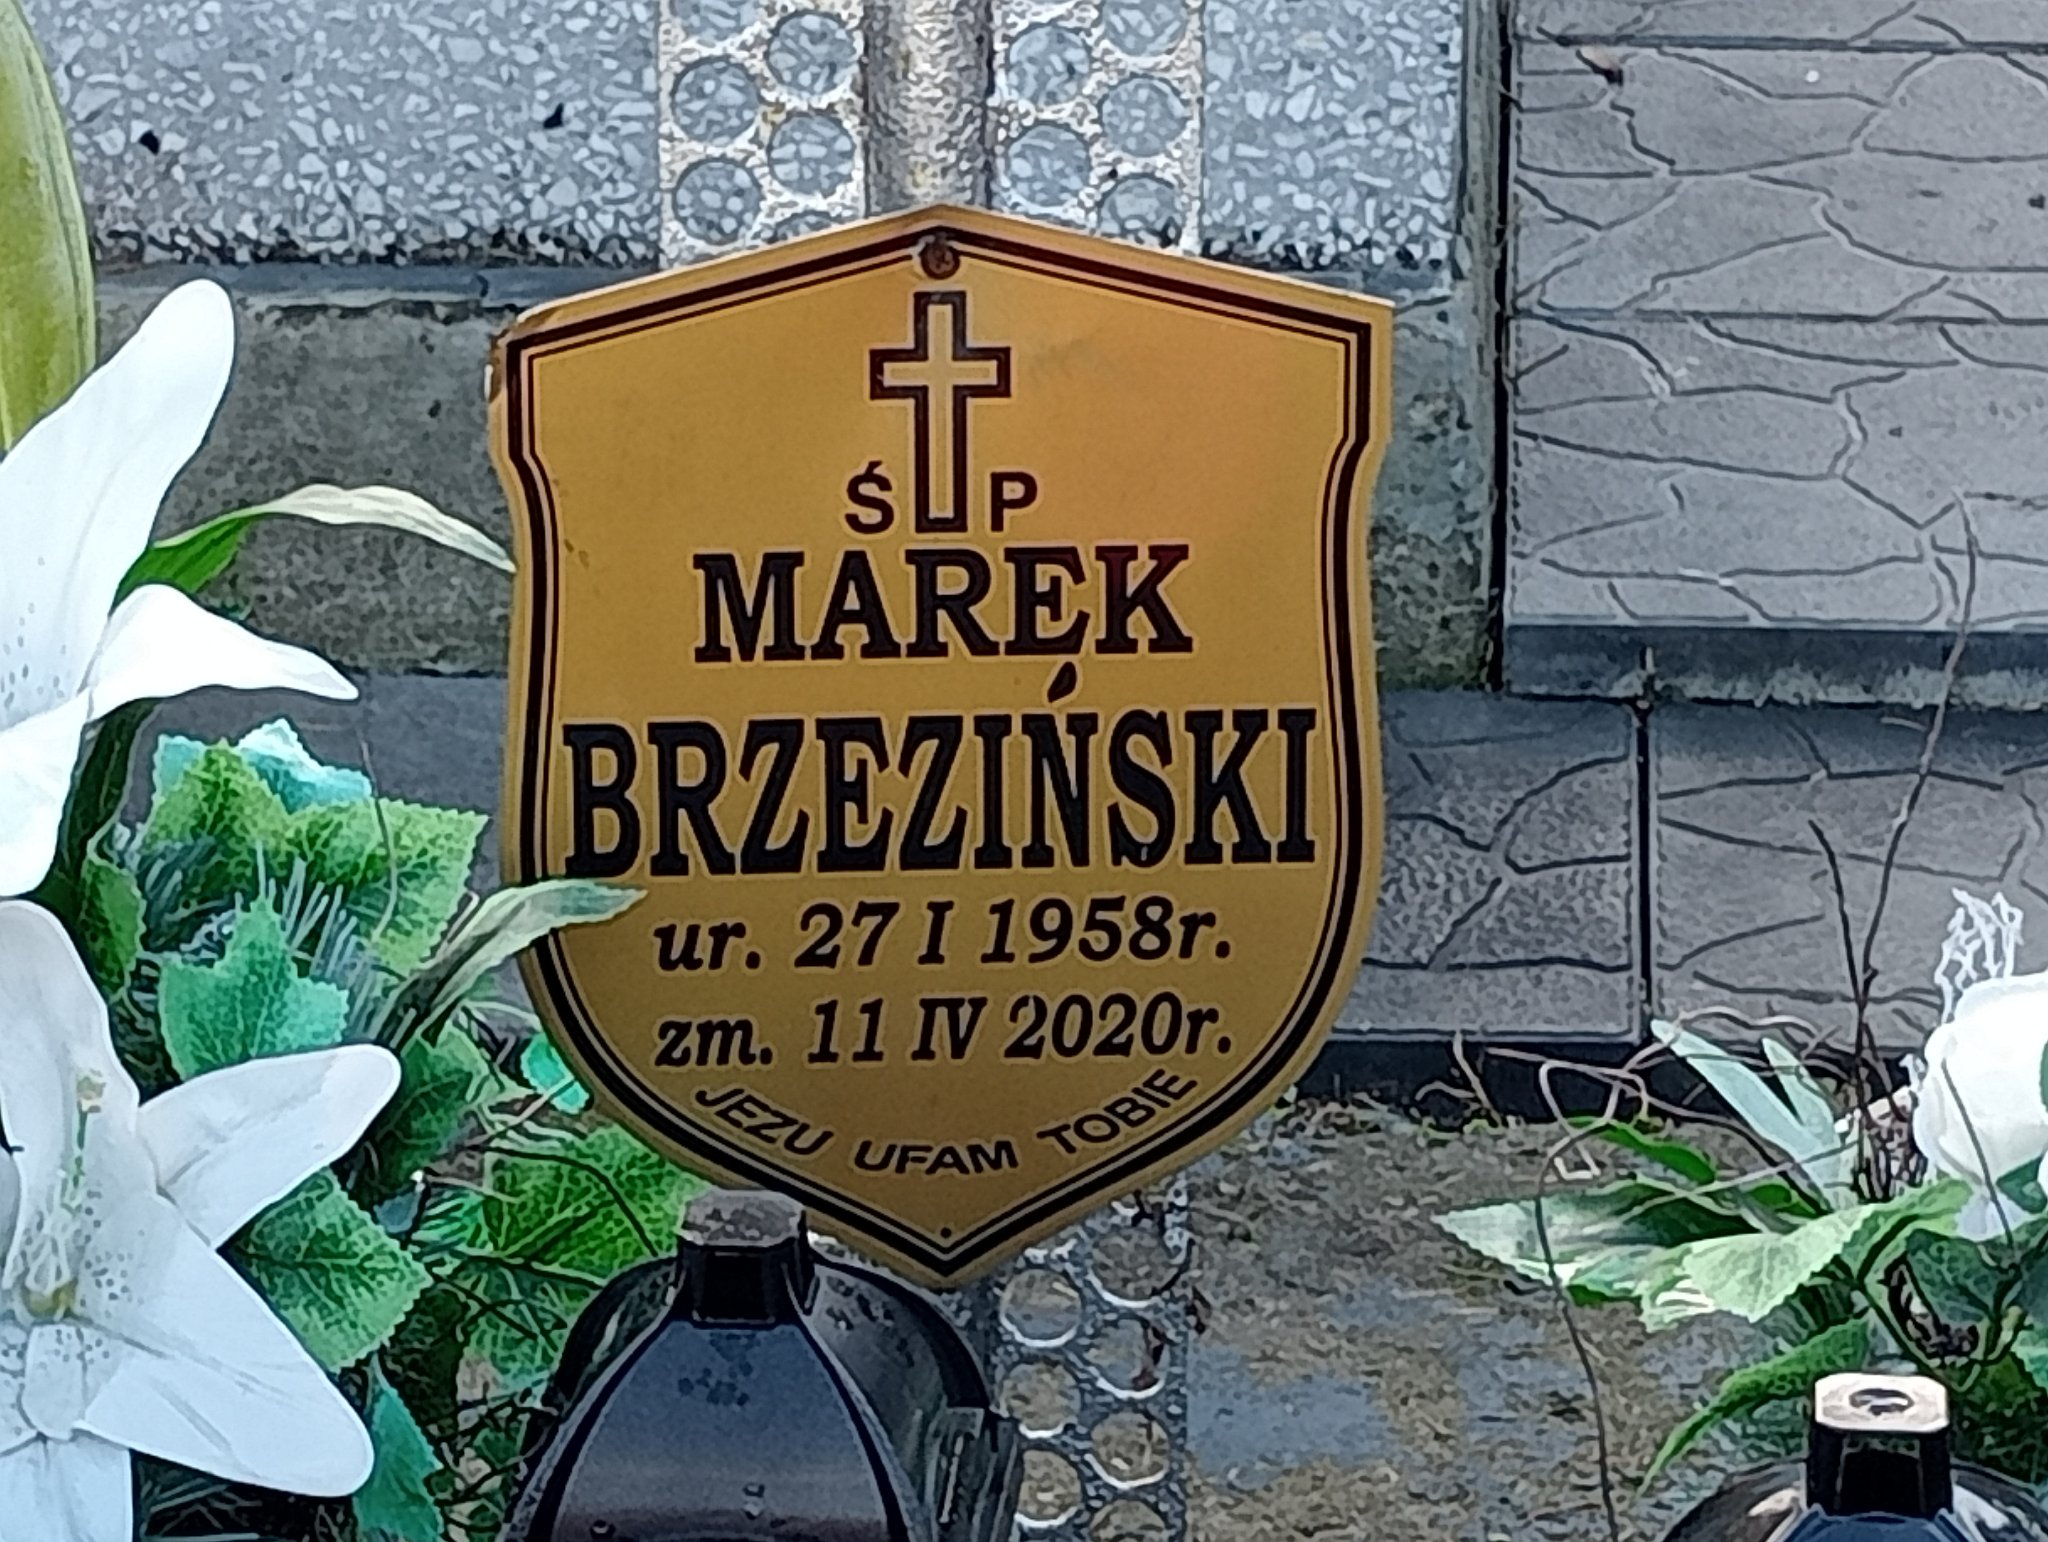 Ś P
MAREK
BRZEZIŃSKI
ur. 27 I 1958r.
zm. 11 IV 2020r.
JEZU UFAM TOBIE